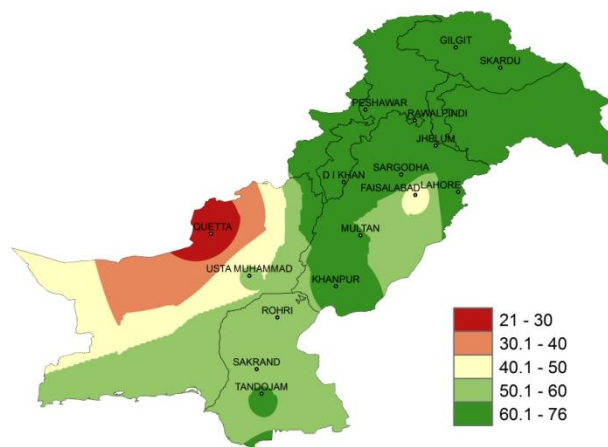 GILGIT
SKARDU
PESHAWAR
RAWALPINDI
JHELUM
SARGODHA
D I KHAN
FAISALABAD
LAHORE
QUETTA
MULTAN
USTA MUHAMMAD
KHANPUR
ROHRI
SAKRAND
TANDOJAM
21 - 30
30.1 - 40
40.1 - 50
50.1 - 60
60.1 - 76